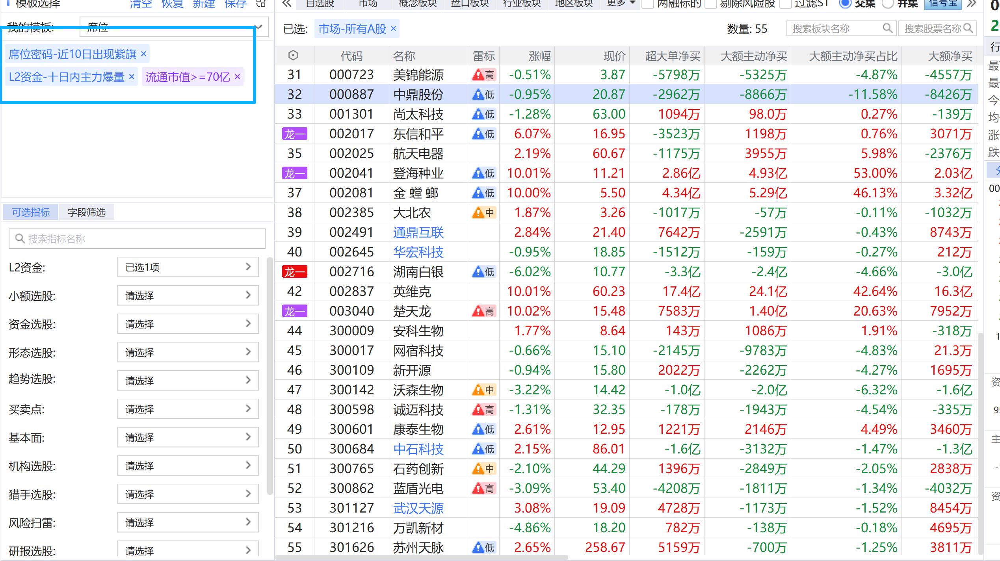 模板选择 清空 恢复 新建 保存
我的模板: 席位
席位密码-近10日出现紫旗 ×
L2资金-十日内主力爆量 × 流通市值>=70亿 ×
可选指标 字段筛选
搜索指标名称
L2资金: 已选1项
小额选股: 请选择
资金选股: 请选择
形态选股: 请选择
趋势选股: 请选择
买卖点: 请选择
基本面: 请选择
机构选股: 请选择
猎手选股: 请选择
风险扫雷: 请选择
研报选股: 请选择
自选股 市场 概念板块 盘口板块 行业板块 地区板块 更多 两融标的 剔除风险股 过滤ST 交集 并集 信号宝
已选: 市场-所有A股 × 数量: 55 搜索板块名称 搜索股票名称
代码 名称 雷标 涨幅 现价 超大单净买 大额主动净买 大额主动净买占比 大额净买
31 000723 美锦能源 高 -0.51% 3.87 -5798万 -5325万 -4.87% -4557万
32 000887 中鼎股份 低 -0.95% 20.87 -2962万 -8866万 -11.58% -8426万
33 001301 尚太科技 低 -1.28% 63.00 1094万 98.0万 0.27% -139万
龙一 002017 东信和平 低 6.07% 16.95 -3523万 1198万 0.76% 3071万
35 002025 航天电器 2.19% 60.67 -1175万 3955万 5.98% -2376万
龙一 002041 登海种业 低 10.01% 11.21 2.86亿 4.93亿 53.00% 2.03亿
37 002081 金 螳 螂 低 10.00% 5.50 4.34亿 5.29亿 46.13% 3.32亿
38 002385 大北农 中 1.87% 3.26 -1017万 -57万 -0.11% -1032万
39 002491 通鼎互联 2.84% 21.40 7642万 -2591万 -0.43% 8743万
40 002645 华宏科技 -0.95% 18.85 -1512万 -159万 -0.27% 212万
龙一 002716 湖南白银 低 -6.02% 10.77 -3.3亿 -2.4亿 -4.66% -3.0亿
42 002837 英维克 10.01% 60.23 17.4亿 24.1亿 42.64% 16.3亿
龙一 003040 楚天龙 高 10.02% 15.48 7583万 1.40亿 20.63% 7952万
44 300009 安科生物 1.77% 8.64 143万 1086万 1.91% -318万
45 300017 网宿科技 -0.66% 15.10 -2145万 -9783万 -4.83% 21.3万
46 300109 新开源 -0.94% 15.80 2022万 -2262万 -4.27% 1695万
47 300142 沃森生物 中 -3.22% 14.42 -1.0亿 -2.0亿 -6.32% -1.6亿
48 300598 诚迈科技 高 -1.31% 32.35 -178万 -1943万 -4.54% -335万
49 300601 康泰生物 低 2.61% 12.95 1221万 2146万 4.49% 3460万
50 300684 中石科技 低 2.15% 86.01 -1.6亿 -3132万 -1.47% -1.3亿
51 300765 石药创新 中 -2.10% 44.29 1396万 -2849万 -2.05% 2838万
52 300862 蓝盾光电 高 -3.09% 53.40 -4208万 -1811万 -1.34% -4032万
53 301127 武汉天源 3.08% 19.09 4728万 -1173万 -1.52% 8454万
54 301216 万凯新材 -4.86% 18.20 782万 -138万 -0.18% 4695万
55 301626 苏州天脉 低 2.65% 258.67 5159万 -700万 -1.25% 3811万